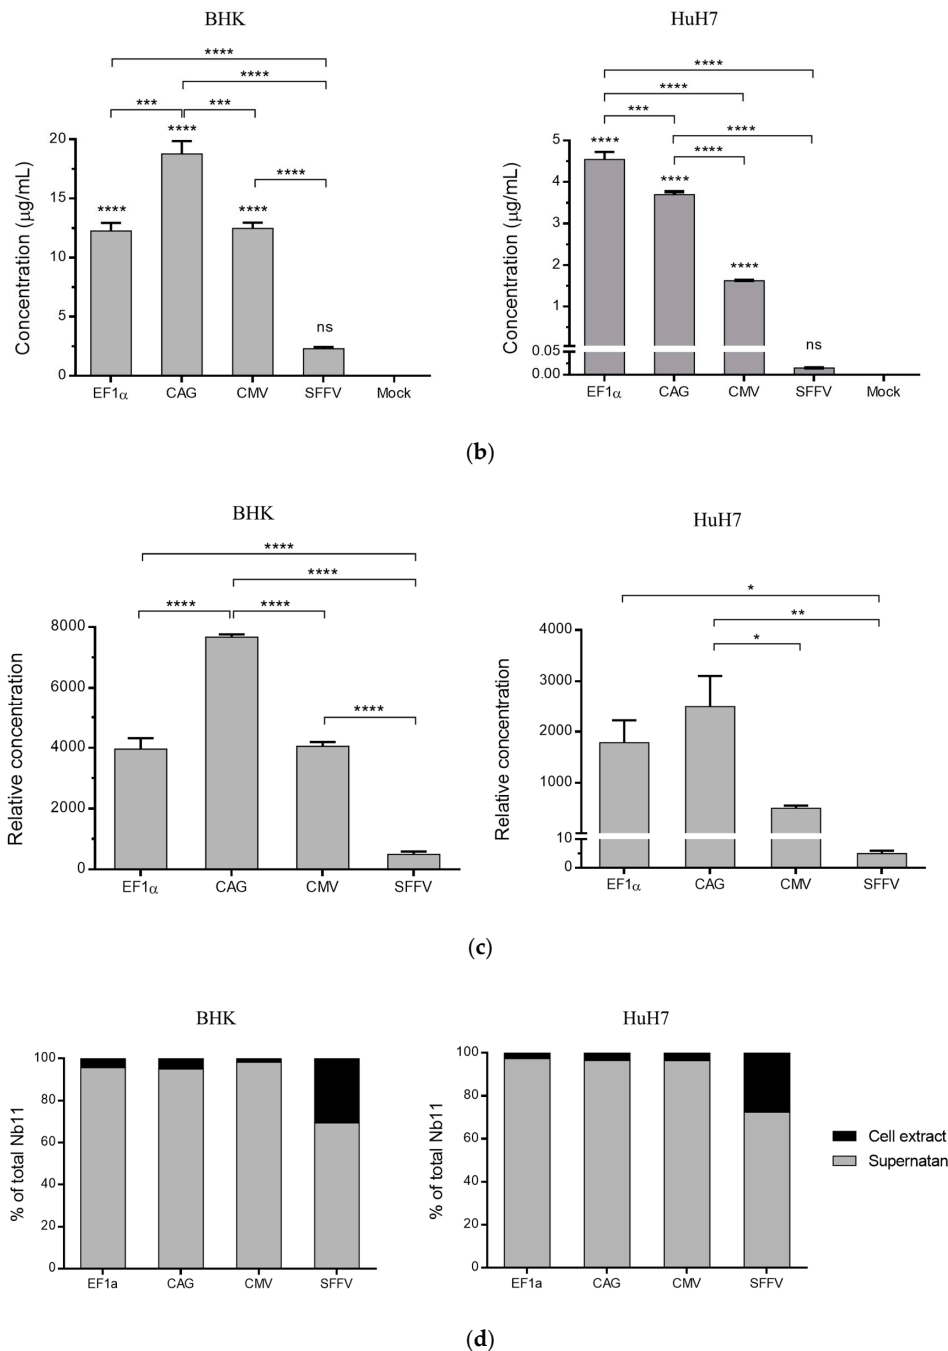 BHK
****
****
*** ***
****
****
**** ****
ns
Concentration (µg/mL)
20
15
10
5
0
EF1α CAG CMV SFFV Mock
HuH7
****
****
*** ****
****
****
****
****
ns
Concentration (µg/mL)
5
4
3
2
1
0.05
0.00
EF1α CAG CMV SFFV Mock
(b)
BHK
****
****
**** ****
****
Relative concentration
8000
6000
4000
2000
0
EF1α CAG CMV SFFV
HuH7
*
**
*
Relative concentration
4000
3000
2000
1000
10
0
EF1α CAG CMV SFFV
(c)
BHK
% of total Nb11
100
80
60
40
20
0
EF1a CAG CMV SFFV
HuH7
% of total Nb11
100
80
60
40
20
0
EF1a CAG CMV SFFV
Cell extract
Supernatan
(d)